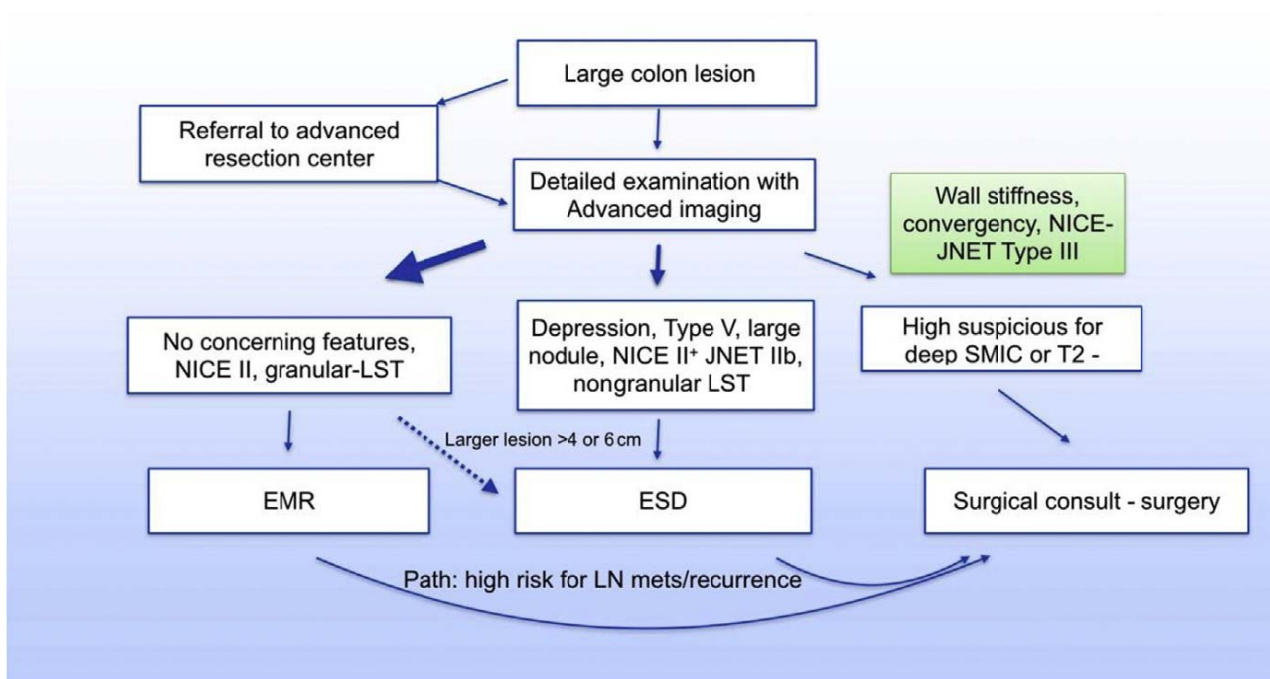 Large colon lesion
Referral to advanced
resection center
Detailed examination with
Advanced imaging
Wall stiffness,
convergency, NICE-
JNET Type III
No concerning features,
NICE II, granular-LST
Depression, Type V, large
nodule, NICE II⁺ JNET IIb,
nongranular LST
High suspicious for
deep SMIC or T2 -
Larger lesion >4 or 6 cm
EMR
ESD
Surgical consult - surgery
Path: high risk for LN mets/recurrence